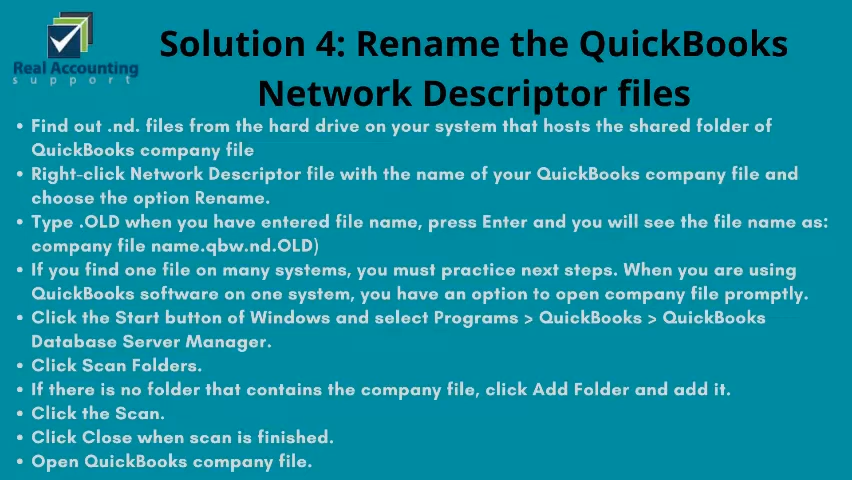 Solution 4: Rename the QuickBooks
Network Descriptor files
Real Accounting
support
• Find out .nd. files from the hard drive on your system that hosts the shared folder of
QuickBooks company file
• Right-click Network Descriptor file with the name of your QuickBooks company file and
choose the option Rename.
• Type .OLD when you have entered file name, press Enter and you will see the file name as:
company file name.qbw.nd.OLD)
• If you find one file on many systems, you must practice next steps. When you are using
QuickBooks software on one system, you have an option to open company file promptly.
• Click the Start button of Windows and select Programs > QuickBooks > QuickBooks
Database Server Manager.
• Click Scan Folders.
• If there is no folder that contains the company file, click Add Folder and add it.
• Click the Scan.
• Click Close when scan is finished.
• Open QuickBooks company file.